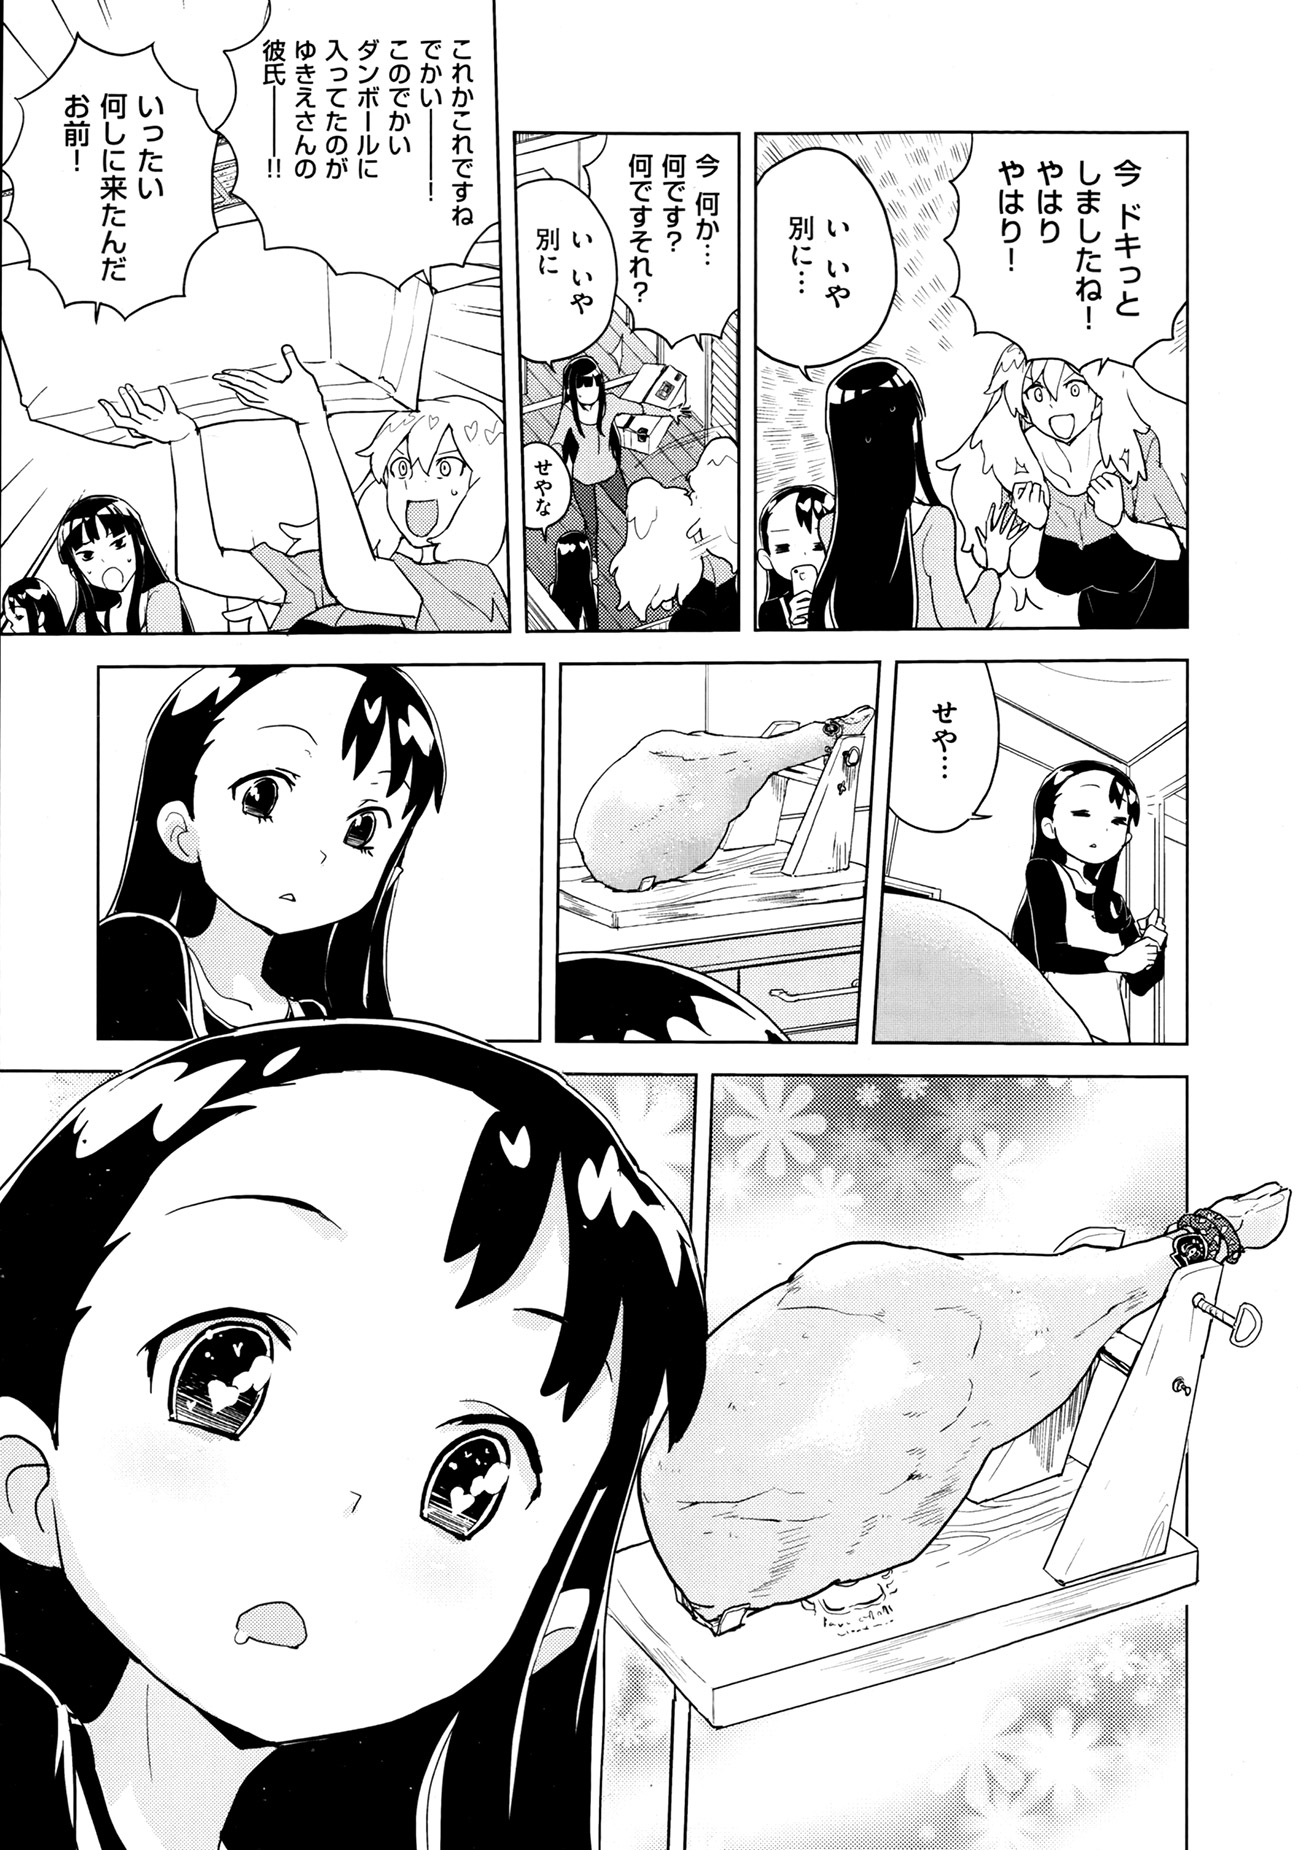 今 ドキっと
しましたね！
やはり
やはり！
い いや
別に…
今 何か…
何です？
何ですそれ？
い いや
別に
せやな
これかこれですね
でかい――！
このでかい
ダンボールに
入ってたのが
ゆきえさんの
彼氏――!!
いったい
何しに来たんだ
お前！
せや…